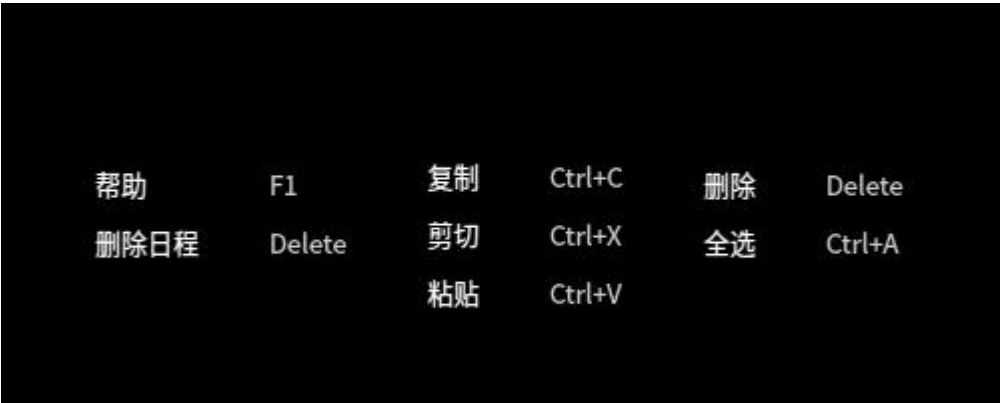 帮助 F1
删除日程 Delete
复制 Ctrl+C
剪切 Ctrl+X
粘贴 Ctrl+V
删除 Delete
全选 Ctrl+A